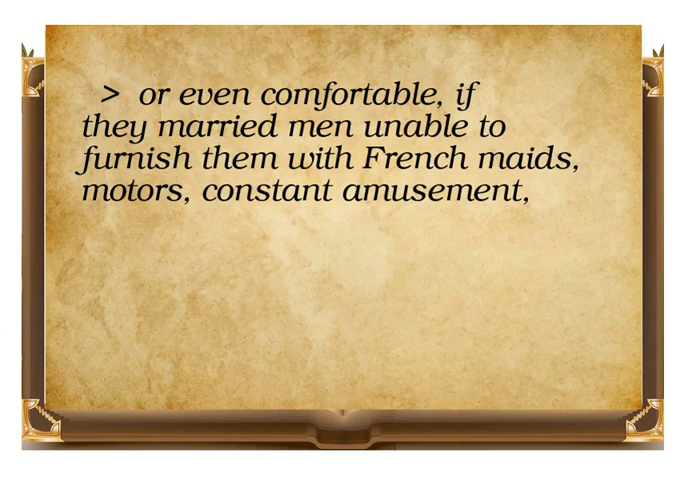 > or even comfortable, if
they married men unable to
furnish them with French maids,
motors, constant amusement,